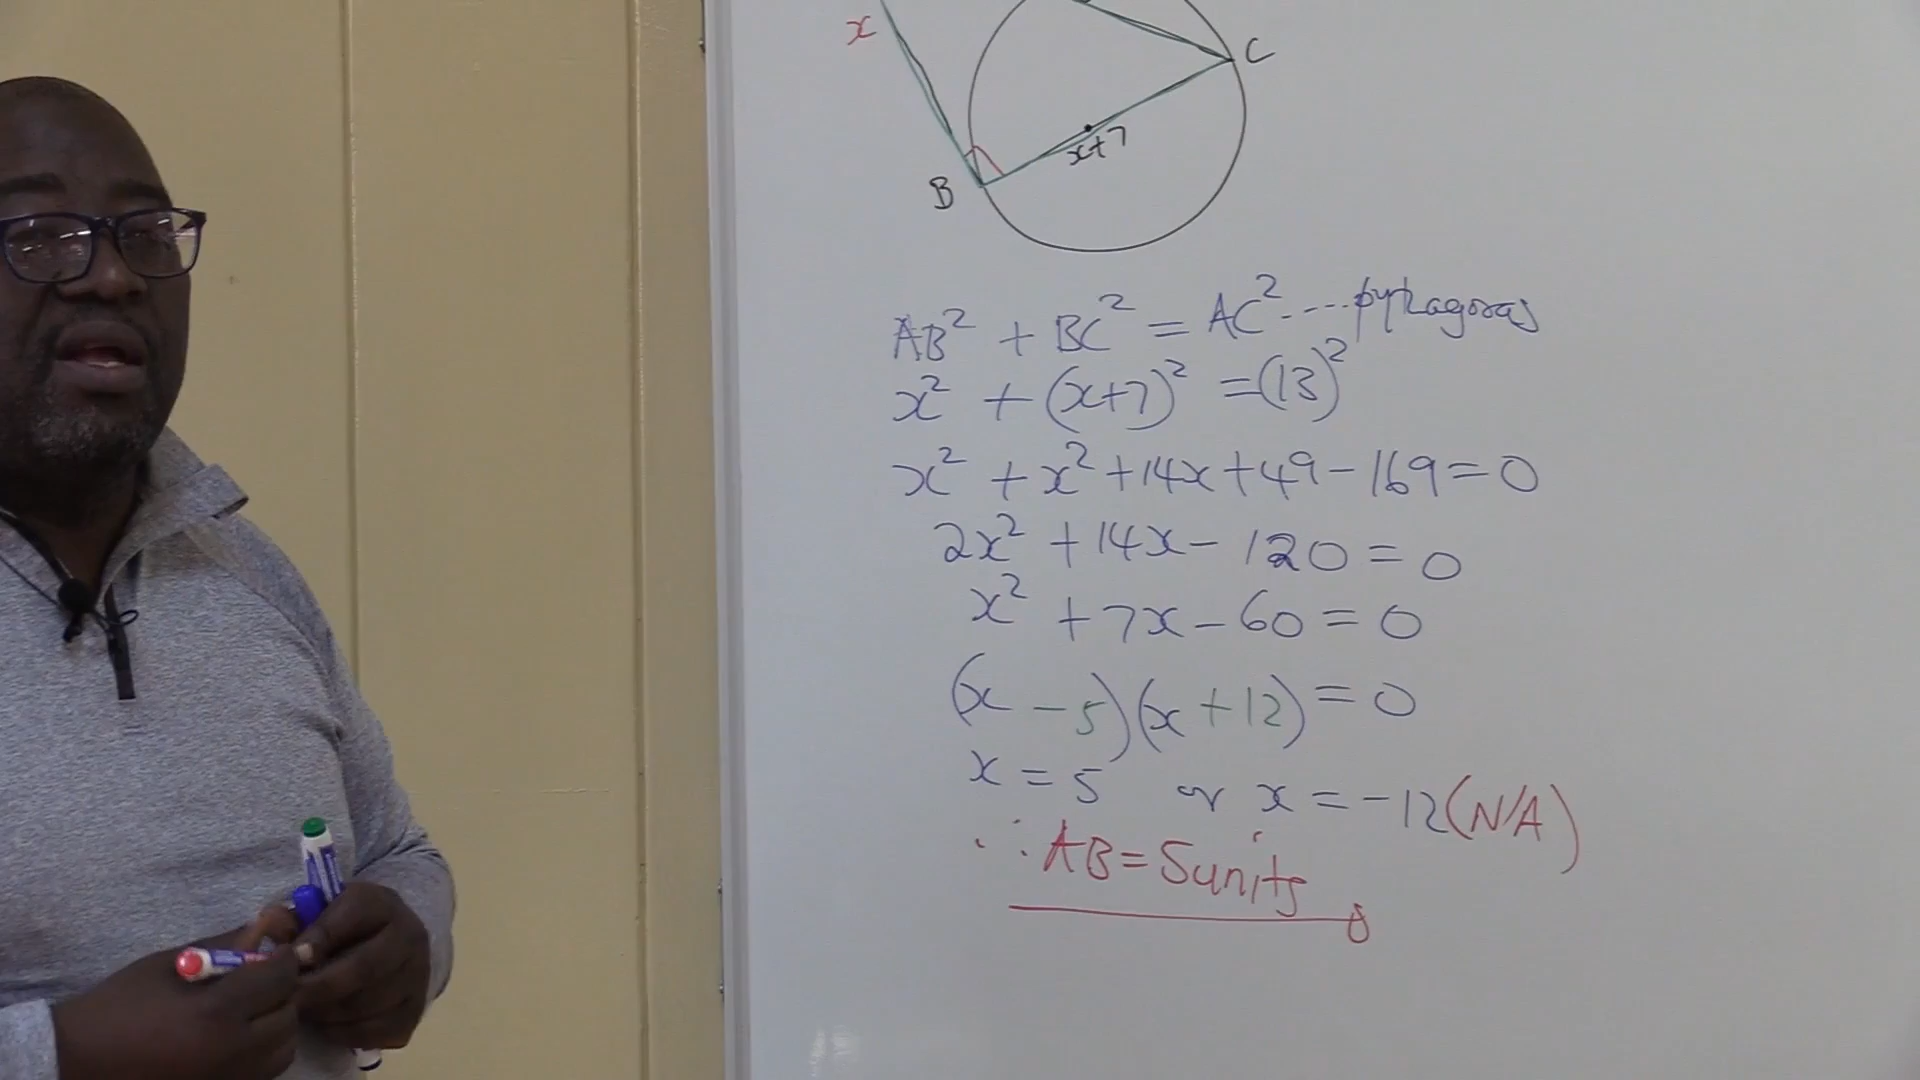 x
C
x+7
B
AB² + BC² = AC² ---- pythagoras
x² + (x+7)² = (13)²
x² + x² + 14x + 49 - 169 = 0
2x² + 14x - 120 = 0
x² + 7x - 60 = 0
(x - 5)(x + 12) = 0
x = 5 or x = -12 (N/A)
∴ AB = 5 units